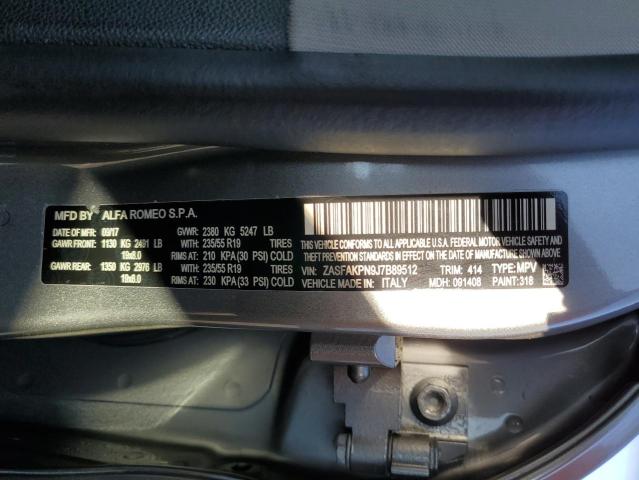 MFD BY ALFA ROMEO S.P.A.
DATE OF MFR: 09/17 GVWR: 2380 KG 5247 LB
GAWR FRONT: 1130 KG 2491 LB WITH: 235/55 R19 TIRES
19x8.0 RIMS AT 210 KPA (30 PSI) COLD
GAWR REAR: 1350 KG 2976 LB WITH: 235/55 R19 TIRES
19x8.0 RIMS AT 230 KPA (33 PSI) COLD
THIS VEHICLE CONFORMS TO ALL APPLICABLE U.S.A. FEDERAL MOTOR VEHICLE SAFETY,
BUMPER, AND THEFT PREVENTION STANDARDS IN EFFECT ON THE DATE OF MANUFACTURE SHOWN ABOVE.
VIN: ZASFAKPN9J7B89512 TRIM: 414 TYPE: MPV
VEHICLE MADE IN: ITALY MDH: 091408 PAINT: 318